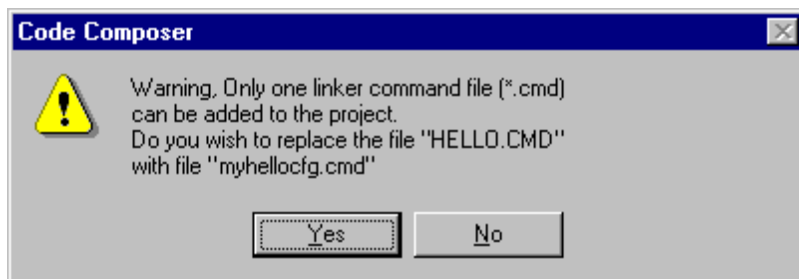 Code Composer
Warning, Only one linker command file (*.cmd)
can be added to the project.
Do you wish to replace the file "HELLO.CMD"
with file "myhellocfg.cmd"
Yes
No